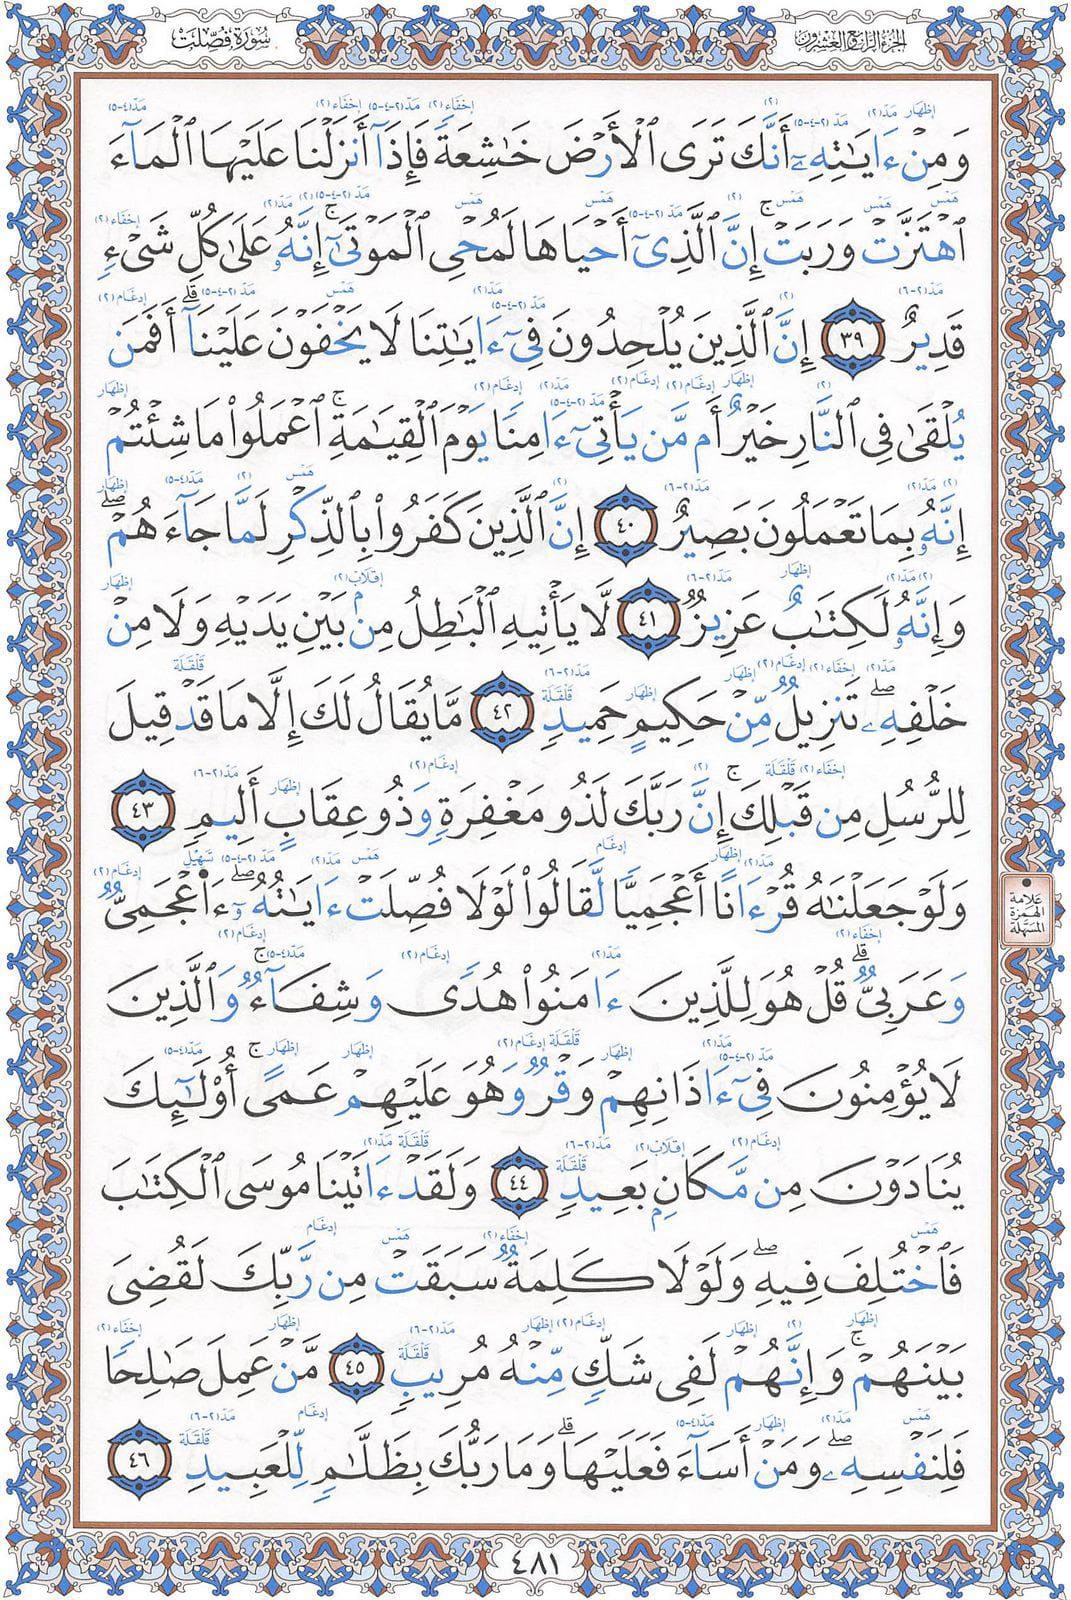 الجزء الرابع والعشرون
سورة فصلت
وَمِنْ ءَايَٰتِهِۦٓ أَنَّكَ تَرَى ٱلْأَرْضَ خَٰشِعَةً فَإِذَآ أَنزَلْنَا عَلَيْهَا ٱلْمَآءَ
ٱهْتَزَّتْ وَرَبَتْ ۚ إِنَّ ٱلَّذِىٓ أَحْيَاهَا لَمُحْىِ ٱلْمَوْتَىٰٓ ۚ إِنَّهُۥ عَلَىٰ كُلِّ شَىْءٍ
قَدِيرٌ ٣٩ إِنَّ ٱلَّذِينَ يُلْحِدُونَ فِىٓ ءَايَٰتِنَا لَا يَخْفَوْنَ عَلَيْنَآ ۗ أَفَمَن
يُلْقَىٰ فِى ٱلنَّارِ خَيْرٌ أَم مَّن يَأْتِىٓ ءَامِنًا يَوْمَ ٱلْقِيَٰمَةِ ۚ ٱعْمَلُوا۟ مَا شِئْتُمْ
إِنَّهُۥ بِمَا تَعْمَلُونَ بَصِيرٌ ٤٠ إِنَّ ٱلَّذِينَ كَفَرُوا۟ بِٱلذِّكْرِ لَمَّا جَآءَهُمْ ۖ
وَإِنَّهُۥ لَكِتَٰبٌ عَزِيزٌ ٤١ لَّا يَأْتِيهِ ٱلْبَٰطِلُ مِنۢ بَيْنِ يَدَيْهِ وَلَا مِنْ
خَلْفِهِۦ ۖ تَنزِيلٌ مِّنْ حَكِيمٍ حَمِيدٍ ٤٢ مَّا يُقَالُ لَكَ إِلَّا مَا قَدْ قِيلَ
لِلرُّسُلِ مِن قَبْلِكَ ۚ إِنَّ رَبَّكَ لَذُو مَغْفِرَةٍ وَذُو عِقَابٍ أَلِيمٍ ٤٣
وَلَوْ جَعَلْنَٰهُ قُرْءَانًا أَعْجَمِيًّا لَّقَالُوا۟ لَوْلَا فُصِّلَتْ ءَايَٰتُهُۥٓ ۖ ءَا۬عْجَمِىٌّ
وَعَرَبِىٌّ ۗ قُلْ هُوَ لِلَّذِينَ ءَامَنُوا۟ هُدًى وَشِفَآءٌ ۚ وَٱلَّذِينَ
لَا يُؤْمِنُونَ فِىٓ ءَاذَانِهِمْ وَقْرٌ وَهُوَ عَلَيْهِمْ عَمًى ۚ أُو۟لَٰٓئِكَ
يُنَادَوْنَ مِن مَّكَانٍۭ بَعِيدٍ ٤٤ وَلَقَدْ ءَاتَيْنَا مُوسَى ٱلْكِتَٰبَ
فَٱخْتُلِفَ فِيهِ ۗ وَلَوْلَا كَلِمَةٌ سَبَقَتْ مِن رَّبِّكَ لَقُضِىَ
بَيْنَهُمْ ۚ وَإِنَّهُمْ لَفِى شَكٍّ مِّنْهُ مُرِيبٍ ٤٥ مَّنْ عَمِلَ صَٰلِحًا
فَلِنَفْسِهِۦ ۖ وَمَنْ أَسَآءَ فَعَلَيْهَا ۗ وَمَا رَبُّكَ بِظَلَّٰمٍ لِّلْعَبِيدِ ٤٦
علامة
الهمزة
المسهلة
٤٨١